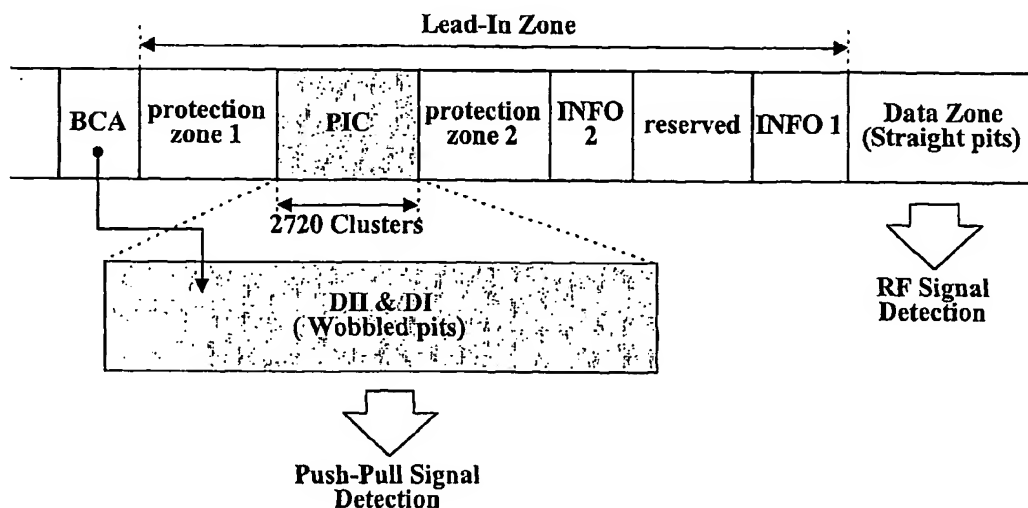 Lead-In Zone
BCA
protection
zone 1
PIC
protection
zone 2
INFO
2
reserved
INFO 1
Data Zone
(Straight pits)
2720 Clusters
DII & DI
( Wobbled pits)
RF Signal
Detection
Push-Pull Signal
Detection